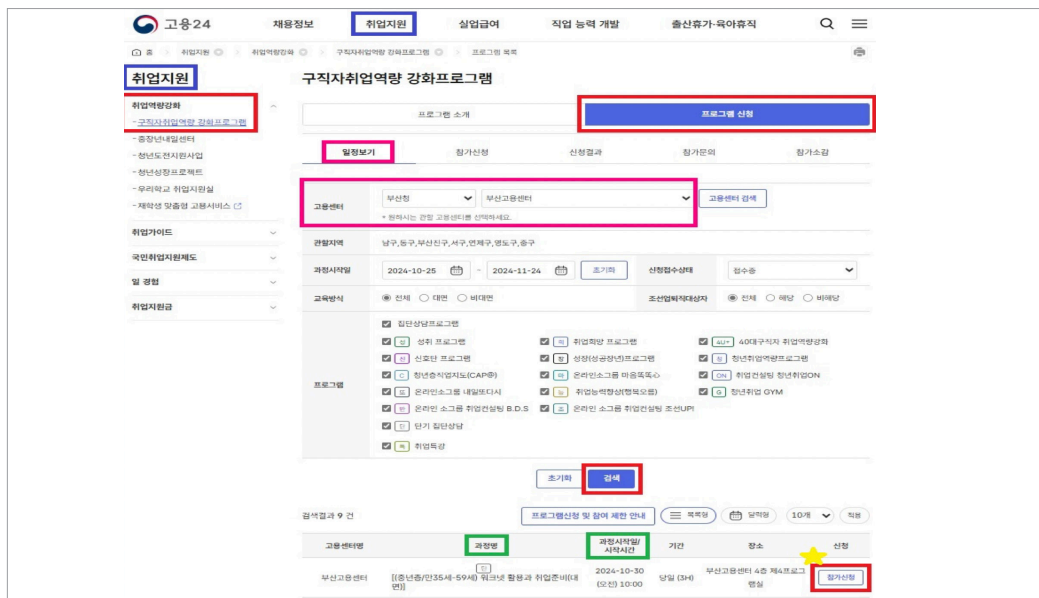 고용24 채용정보 취업지원 실업급여 직업 능력 개발 출산휴가·육아휴직
홈 취업지원 취업역량강화 구직자취업역량 강화프로그램 프로그램 목록
취업지원
취업역량강화
- 구직자취업역량 강화프로그램
- 중장년내일센터
- 청년도전지원사업
- 청년성장프로젝트
- 우리학교 취업지원실
- 재학생 맞춤형 고용서비스
취업가이드
국민취업지원제도
일 경험
취업지원금
구직자취업역량 강화프로그램
프로그램 소개 프로그램 신청
일정보기 참가신청 신청결과 참가문의 참가소감
고용센터 부산청 부산고용센터 고용센터 검색
* 원하시는 관할 고용센터를 선택하세요.
관할지역 남구,동구,부산진구,서구,연제구,영도구,중구
과정시작일 2024-10-25 - 2024-11-24 초기화 신청접수상태 접수중
교육방식 전체 대면 비대면 조선업퇴직대상자 전체 해당 비해당
프로그램
집단상담프로그램
성 성취 프로그램 취업희망 프로그램 4U+ 40대구직자 취업역량강화
신호탄 프로그램 장 성장(성공장년)프로그램 청년취업역량프로그램
C 청년층직업지도(CAP@) 온라인소그룹 마음똑똑 ON 취업컨설팅 청년취업ON
온라인소그룹 내일또다시 취업능력향상(행복오름) G 청년취업 GYM
온라인 소그룹 취업컨설팅 B.D.S 조 온라인 소그룹 취업컨설팅 조선UP!
단 단기 집단상담
특 취업특강
초기화 검색
검색결과 9 건 프로그램신청 및 참여 제한 안내 목록형 달력형 10개 적용
고용센터명 과정명 과정시작일/ 기간 장소 신청
시작시간
단
부산고용센터 [(중년층/만35세-59세) 워크넷 활용과 취업준비(대 2024-10-30 당일 (3H) 부산고용센터 4층 제4프로그 참가신청
면)] (오전) 10:00 램실